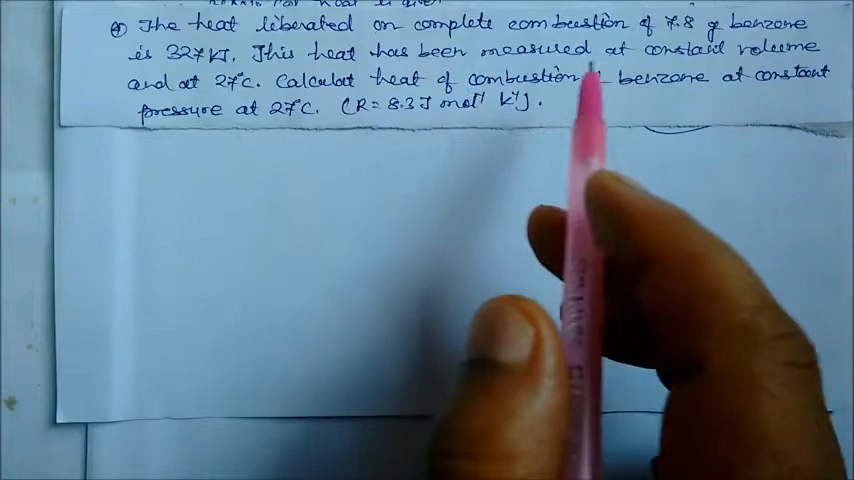 The heat liberated on complete combustion of 7.8 g benzene
is 327 kJ. This heat has been measured at constant volume
and at 27°C. Calculat heat of combustion benzene at constant
pressure at 27°C. (R = 8.3 J mol⁻¹ K⁻¹).